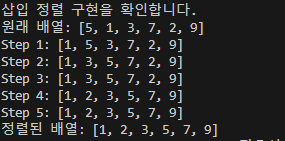 삽입 정렬 구현을 확인합니다.
원래 배열: [5, 1, 3, 7, 2, 9]
Step 1: [1, 5, 3, 7, 2, 9]
Step 2: [1, 3, 5, 7, 2, 9]
Step 3: [1, 3, 5, 7, 2, 9]
Step 4: [1, 2, 3, 5, 7, 9]
Step 5: [1, 2, 3, 5, 7, 9]
정렬된 배열: [1, 2, 3, 5, 7, 9]